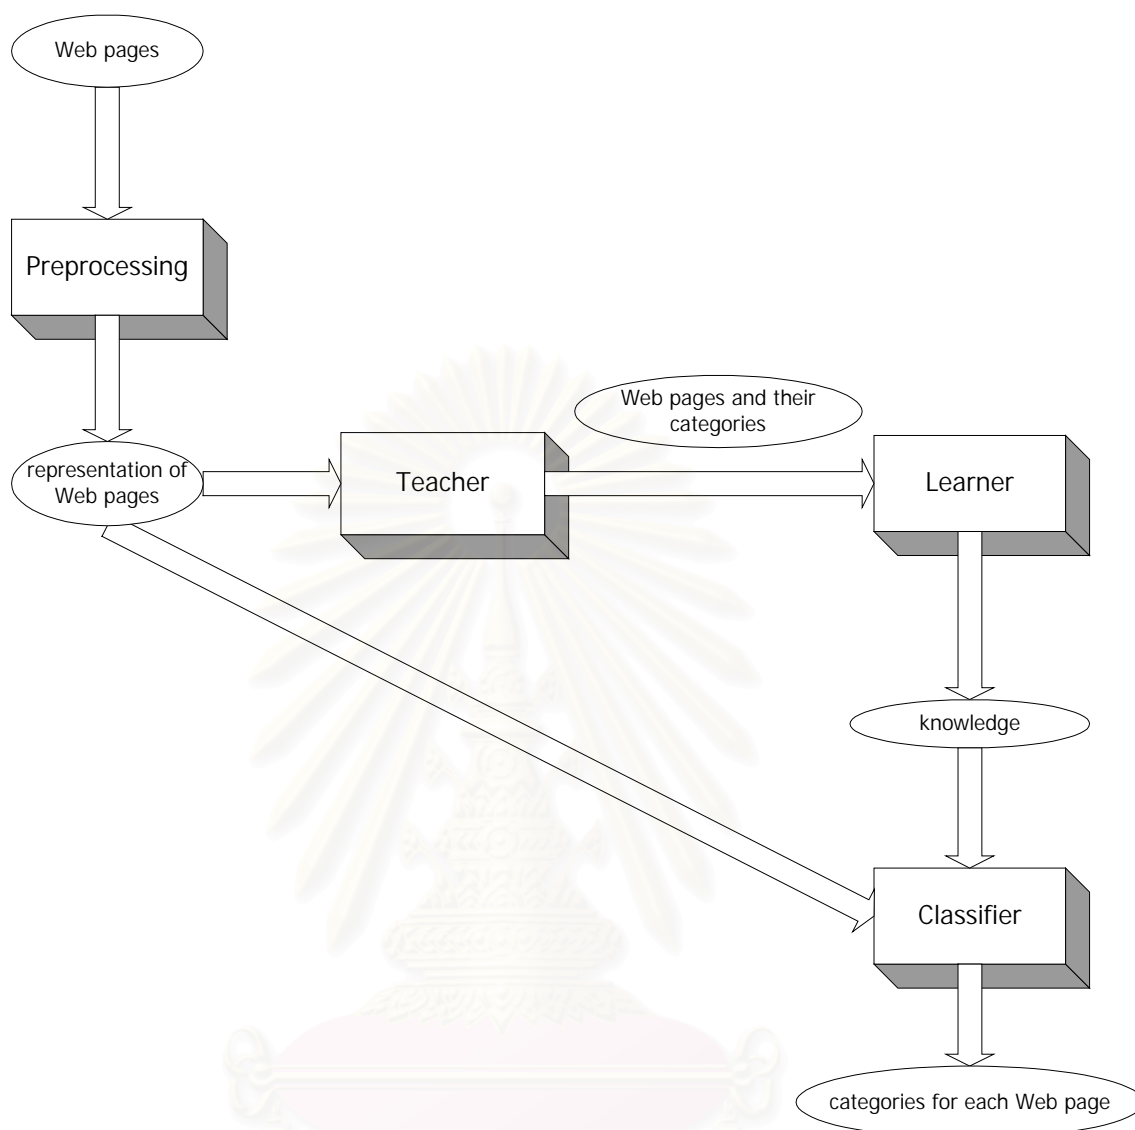 Web pages
Preprocessing
representation of
Web pages
Teacher
Web pages and their
categories
Learner
knowledge
Classifier
categories for each Web page